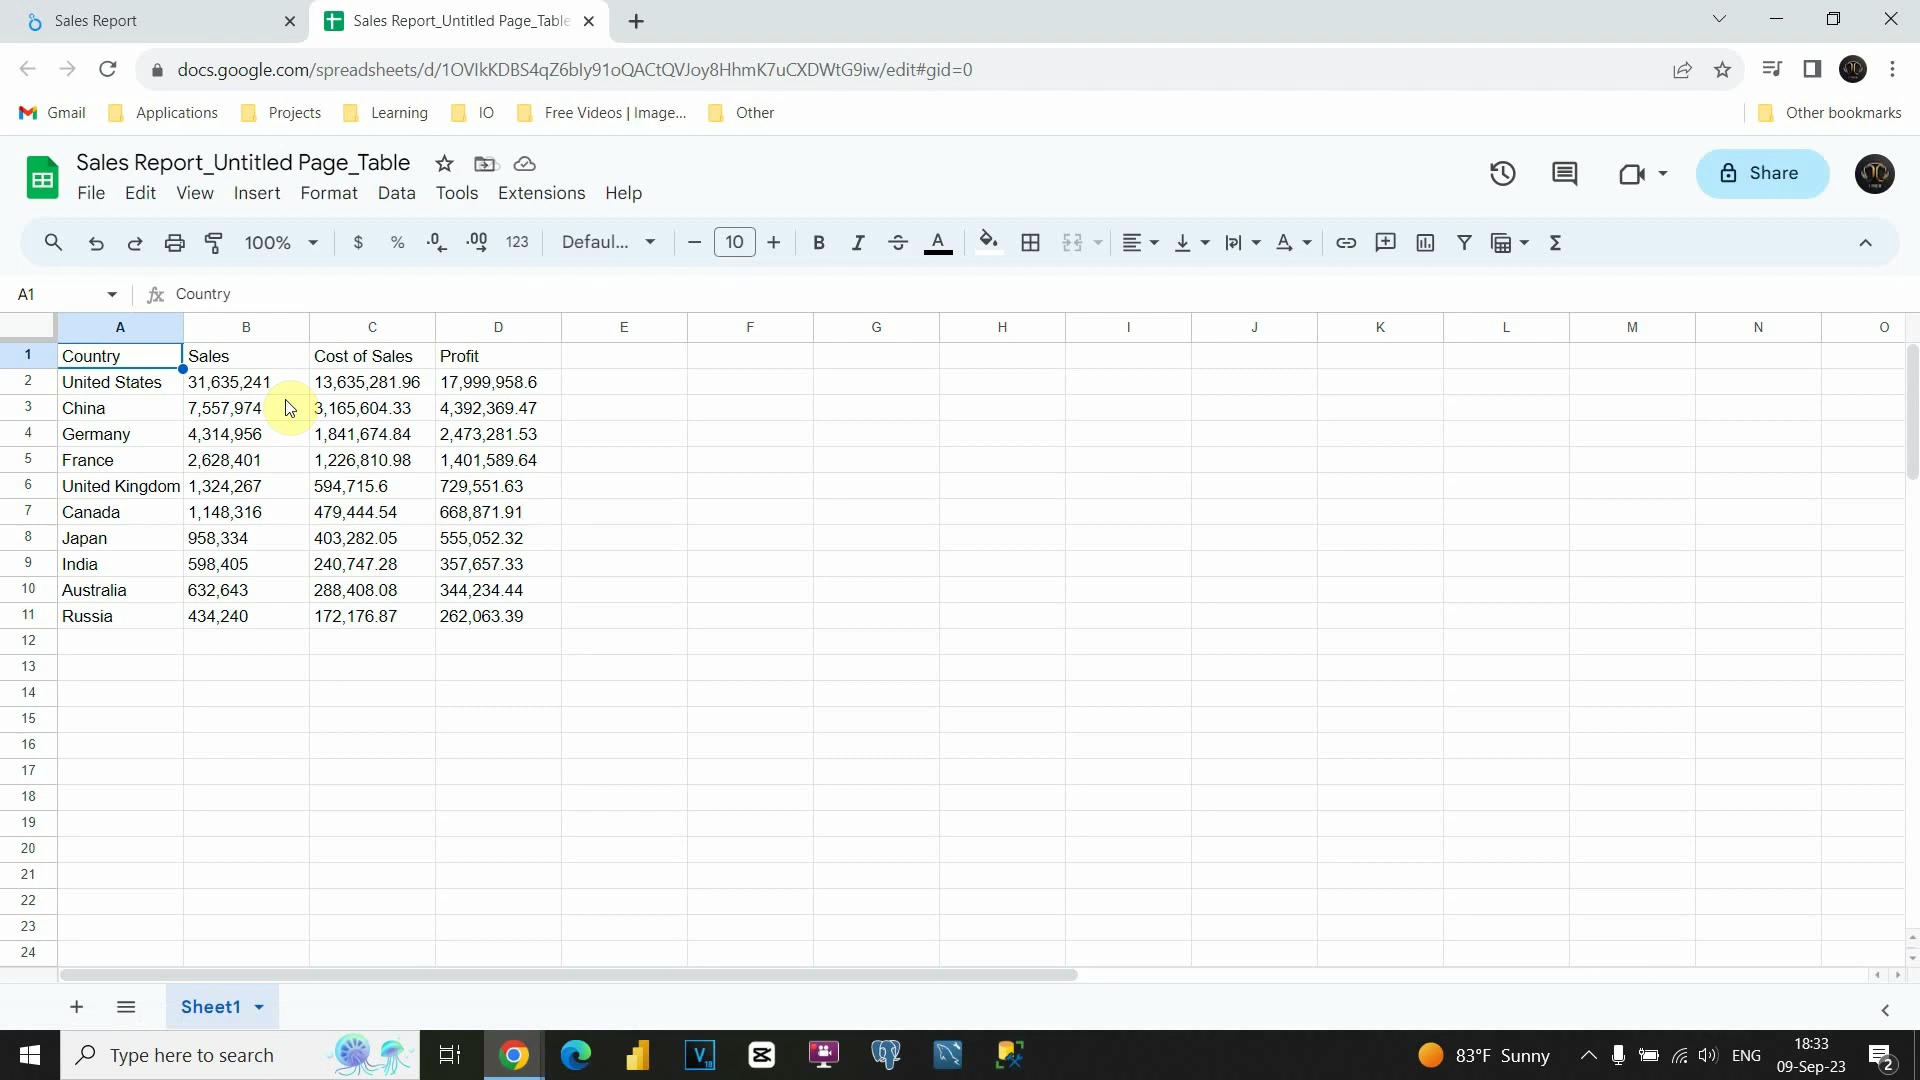 Sales Report
Sales Report_Untitled Page_Table
docs.google.com/spreadsheets/d/1OVIkKDBS4qZ6bIy91oQACtQVJoy8HhmK7uCXDWtG9iw/edit#gid=0
Gmail Applications Projects Learning IO Free Videos | Image... Other Other bookmarks
Sales Report_Untitled Page_Table
File Edit View Insert Format Data Tools Extensions Help
Share
100% $ % .0 .00 123 Defaul... 10 B I A
A1 Country
A B C D E F G H I J K L M N O
1 Country Sales Cost of Sales Profit
2 United States 31,635,241 13,635,281.96 17,999,958.6
3 China 7,557,974 3,165,604.33 4,392,369.47
4 Germany 4,314,956 1,841,674.84 2,473,281.53
5 France 2,628,401 1,226,810.98 1,401,589.64
6 United Kingdom 1,324,267 594,715.6 729,551.63
7 Canada 1,148,316 479,444.54 668,871.91
8 Japan 958,334 403,282.05 555,052.32
9 India 598,405 240,747.28 357,657.33
10 Australia 632,643 288,408.08 344,234.44
11 Russia 434,240 172,176.87 262,063.39
12
13
14
15
16
17
18
19
20
21
22
23
24
Sheet1
Type here to search
83°F Sunny
ENG
18:33
09-Sep-23
2